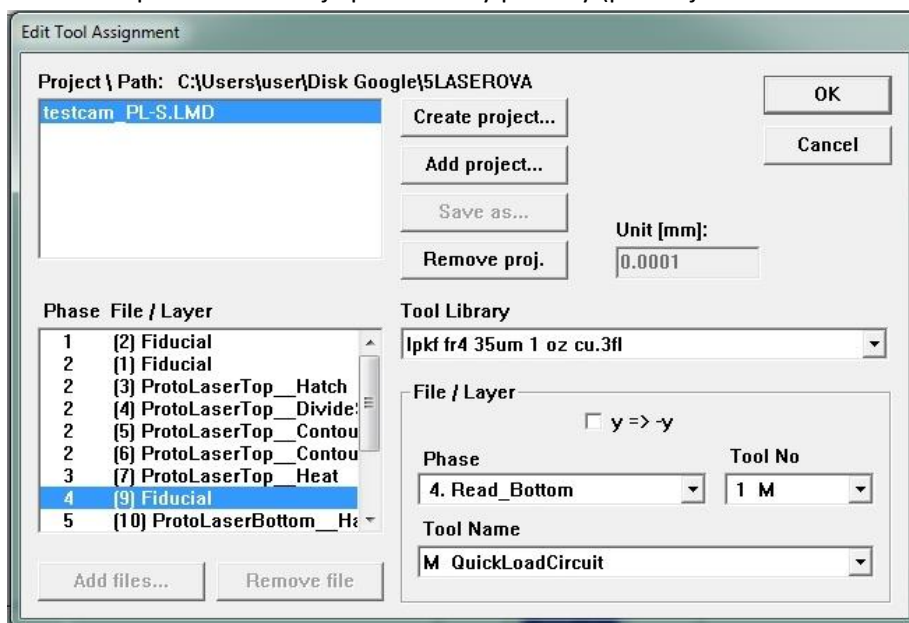 Edit Tool Assignment
Project \ Path: C:\Users\user\Disk Google\5LASEROVA
testcam_PL-S.LMD
Create project...
Add project...
Save as...
Remove proj.
OK
Cancel
Unit [mm]:
0.0001
Phase File / Layer
1 (2) Fiducial
2 (1) Fiducial
2 (3) ProtoLaserTop__Hatch
2 (4) ProtoLaserTop__Divide
2 (5) ProtoLaserTop__Contou
2 (6) ProtoLaserTop__Contou
3 (7) ProtoLaserTop__Heat
4 (9) Fiducial
5 (10) ProtoLaserBottom__Ha
Add files...
Remove file
Tool Library
lpkf fr4 35um 1 oz cu.3fl
File / Layer
y => -y
Phase
Tool No
4. Read_Bottom
1 M
Tool Name
M QuickLoadCircuit